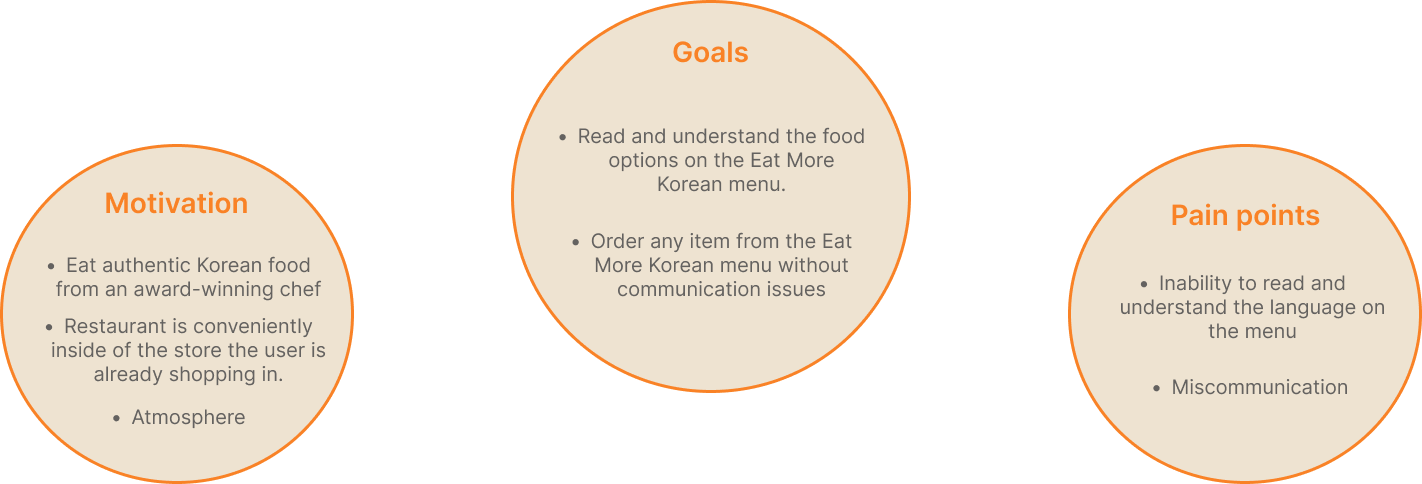 Motivation
• Eat authentic Korean food
from an award-winning chef
• Restaurant is conveniently
inside of the store the user is
already shopping in.
• Atmosphere
Goals
• Read and understand the food
options on the Eat More
Korean menu.
• Order any item from the Eat
More Korean menu without
communication issues
Pain points
• Inability to read and
understand the language on
the menu
• Miscommunication